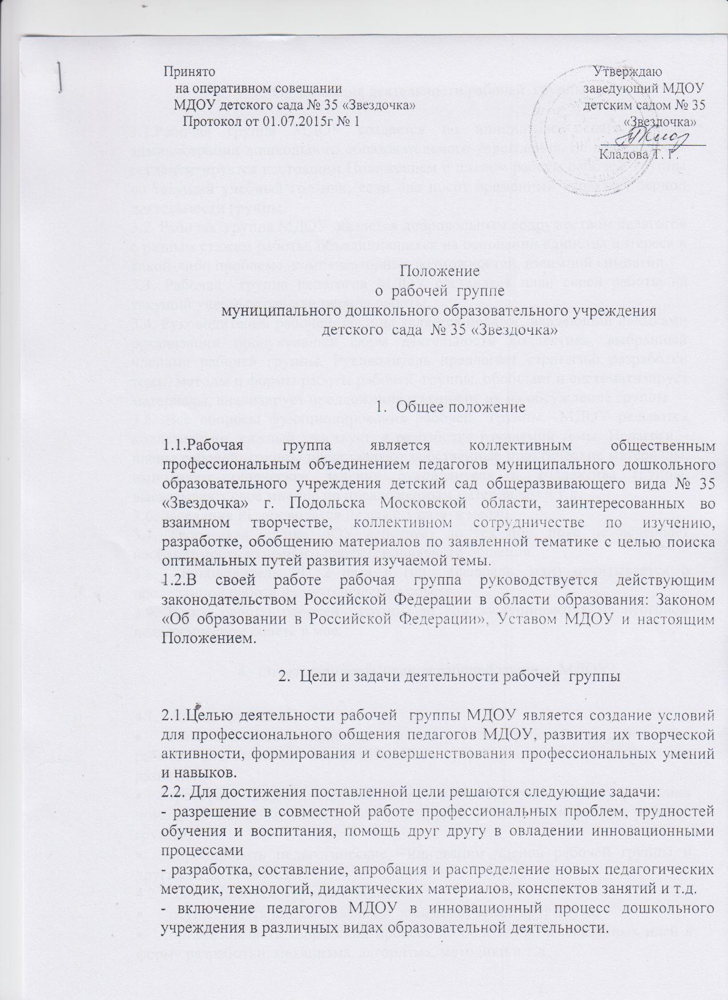 Принято
на оперативном совещании
МДОУ детского сада № 35 «Звездочка»
Протокол от 01.07.2015г № 1
Утверждаю
заведующий МДОУ
детским садом № 35
«Звездочка»
Кладова Т. Г.
Положение
о рабочей группе
муниципального дошкольного образовательного учреждения
детского сада № 35 «Звездочка»
1. Общее положение
1.1.Рабочая группа является коллективным общественным
профессиональным объединением педагогов муниципального дошкольного
образовательного учреждения детский сад общеразвивающего вида № 35
«Звездочка» г. Подольска Московской области, заинтересованных во
взаимном творчестве, коллективном сотрудничестве по изучению,
разработке, обобщению материалов по заявленной тематике с целью поиска
оптимальных путей развития изучаемой темы.
1.2.В своей работе рабочая группа руководствуется действующим
законодательством Российской Федерации в области образования: Законом
«Об образовании в Российской Федерации», Уставом МДОУ и настоящим
Положением.
2. Цели и задачи деятельности рабочей группы
2.1.Целью деятельности рабочей группы МДОУ является создание условий
для профессионального общения педагогов МДОУ, развития их творческой
активности, формирования и совершенствования профессиональных умений
и навыков.
2.2. Для достижения поставленной цели решаются следующие задачи:
- разрешение в совместной работе профессиональных проблем, трудностей
обучения и воспитания, помощь друг другу в овладении инновационными
процессами
- разработка, составление, апробация и распределение новых педагогических
методик, технологий, дидактических материалов, конспектов занятий и т.д.
- включение педагогов МДОУ в инновационный процесс дошкольного
учреждения в различных видах образовательной деятельности.